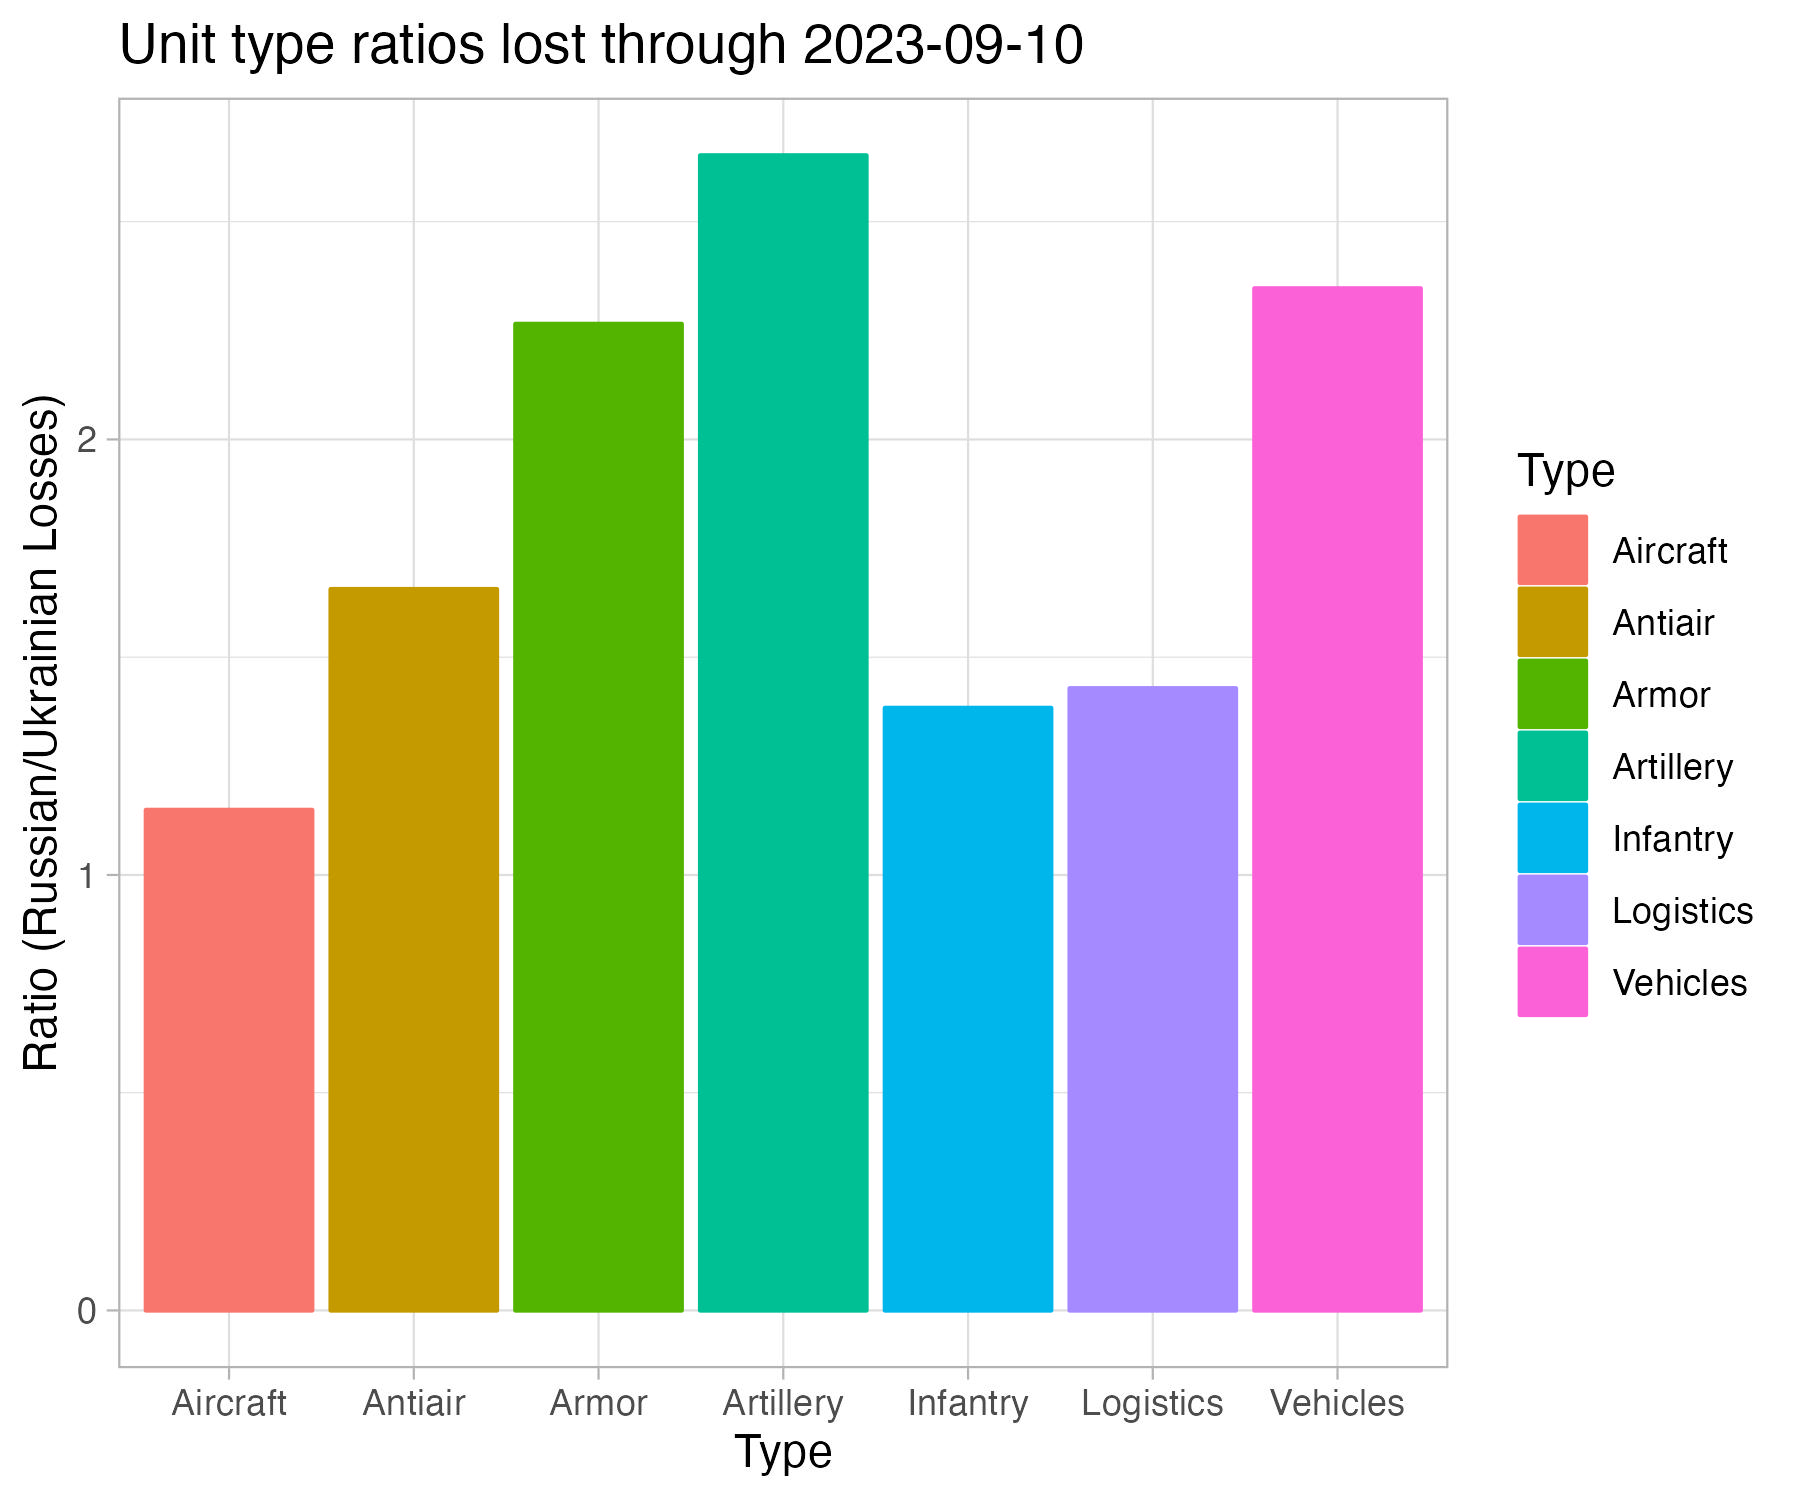 Unit type ratios lost through 2023-09-10
Ratio (Russian/Ukrainian Losses)
2
1
0
Aircraft
Antiair
Armor
Artillery
Infantry
Logistics
Vehicles
Type
Type
Aircraft
Antiair
Armor
Artillery
Infantry
Logistics
Vehicles